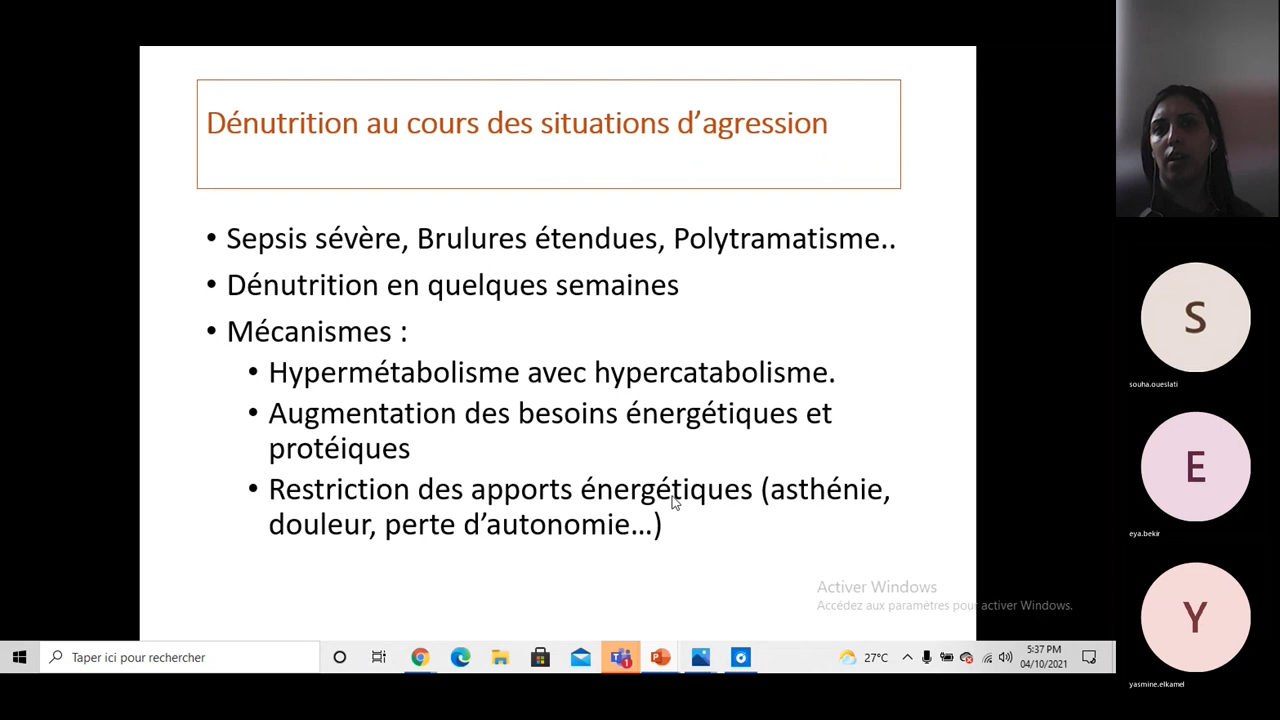 Dénutrition au cours des situations d’agression
• Sepsis sévère, Brulures étendues, Polytramatisme..
• Dénutrition en quelques semaines
• Mécanismes :
• Hypermétabolisme avec hypercatabolisme.
• Augmentation des besoins énergétiques et
protéiques
• Restriction des apports énergétiques (asthénie,
douleur, perte d’autonomie…)
Activer Windows
Accédez aux paramètres pour activer Windows.
S
souha.oueslati
E
eya.bekir
Y
yasmine.elkamel
Taper ici pour rechercher
1
27°C
5:37 PM
04/10/2021